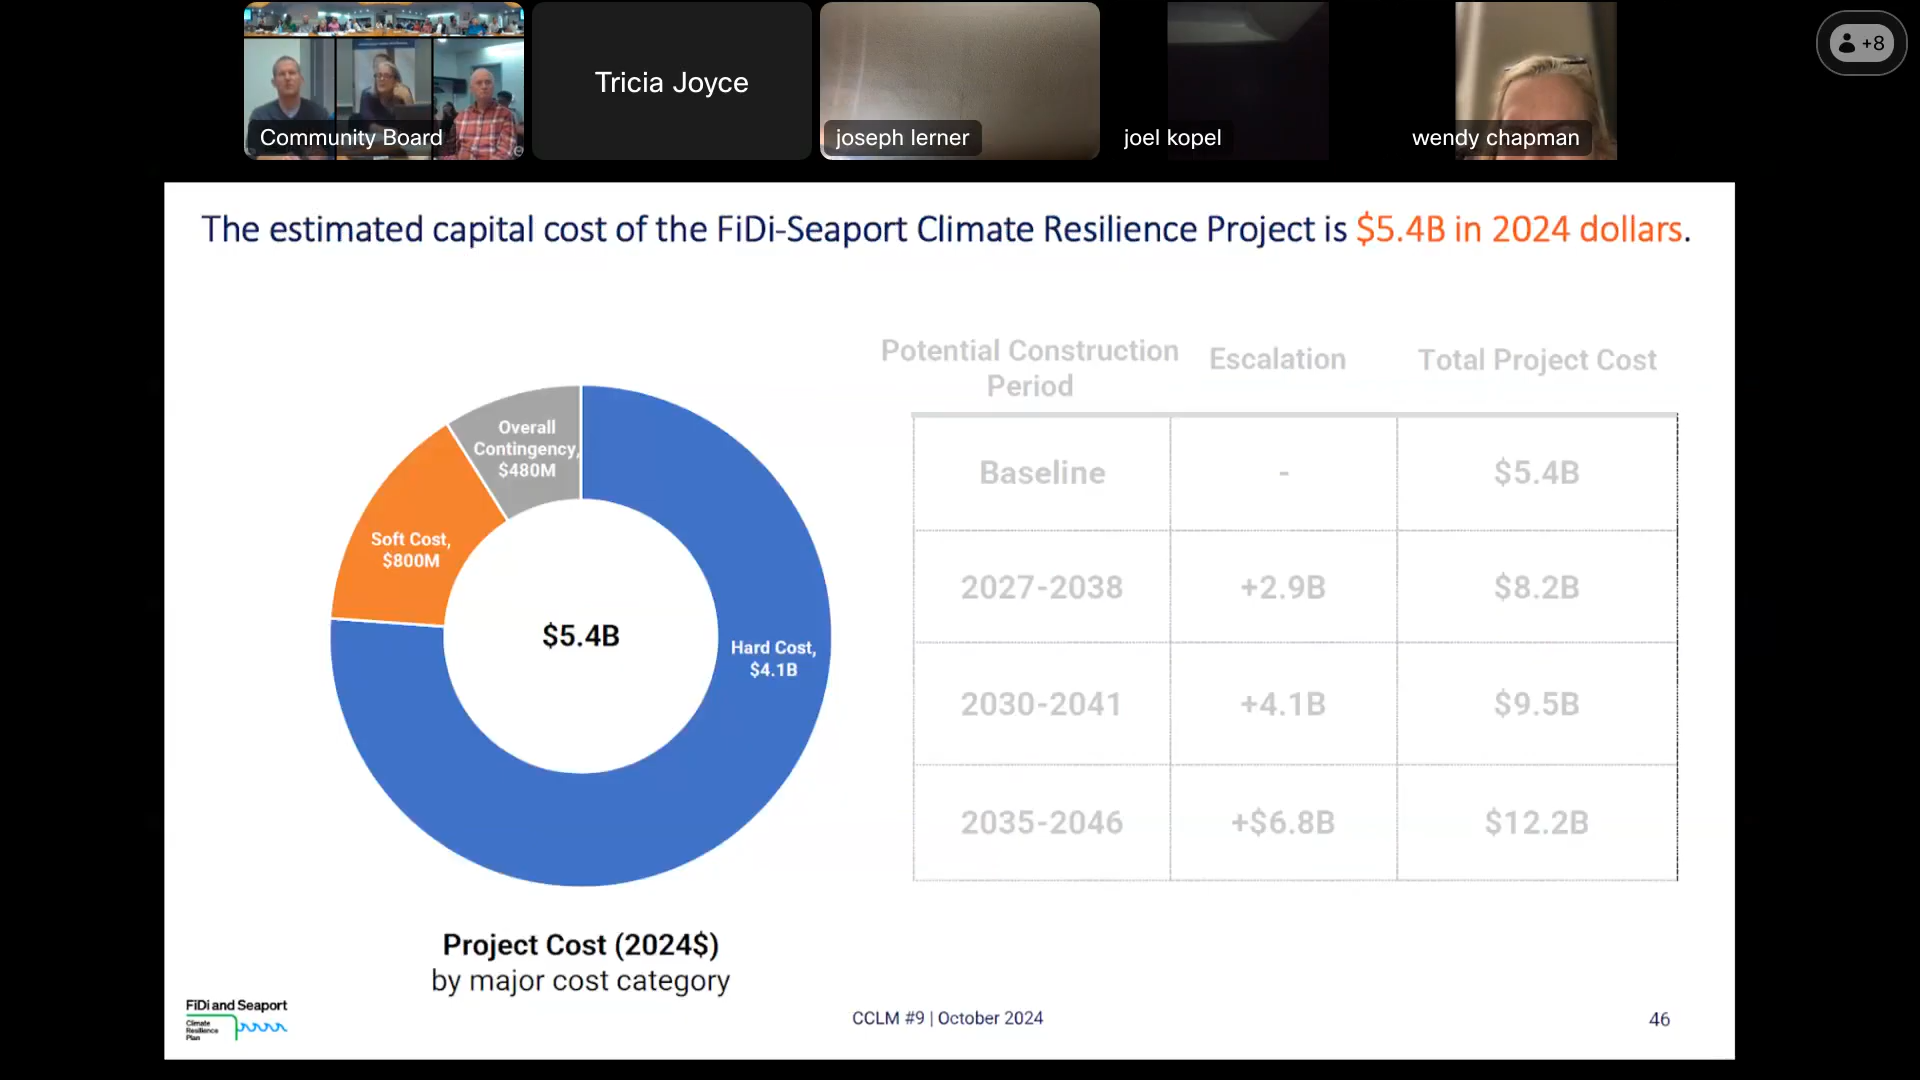 Community Board
Tricia Joyce
joseph lerner
joel kopel
wendy chapman
+8
The estimated capital cost of the FiDi-Seaport Climate Resilience Project is $5.4B in 2024 dollars.
Overall
Contingency,
$480M
Soft Cost,
$800M
$5.4B
Hard Cost,
$4.1B
Project Cost (2024$)
by major cost category
Potential Construction
Period
Escalation
Total Project Cost
Baseline - $5.4B
2027-2038 +2.9B $8.2B
2030-2041 +4.1B $9.5B
2035-2046 +$6.8B $12.2B
FiDi and Seaport
Climate
Resilience
Plan
CCLM #9 | October 2024
46